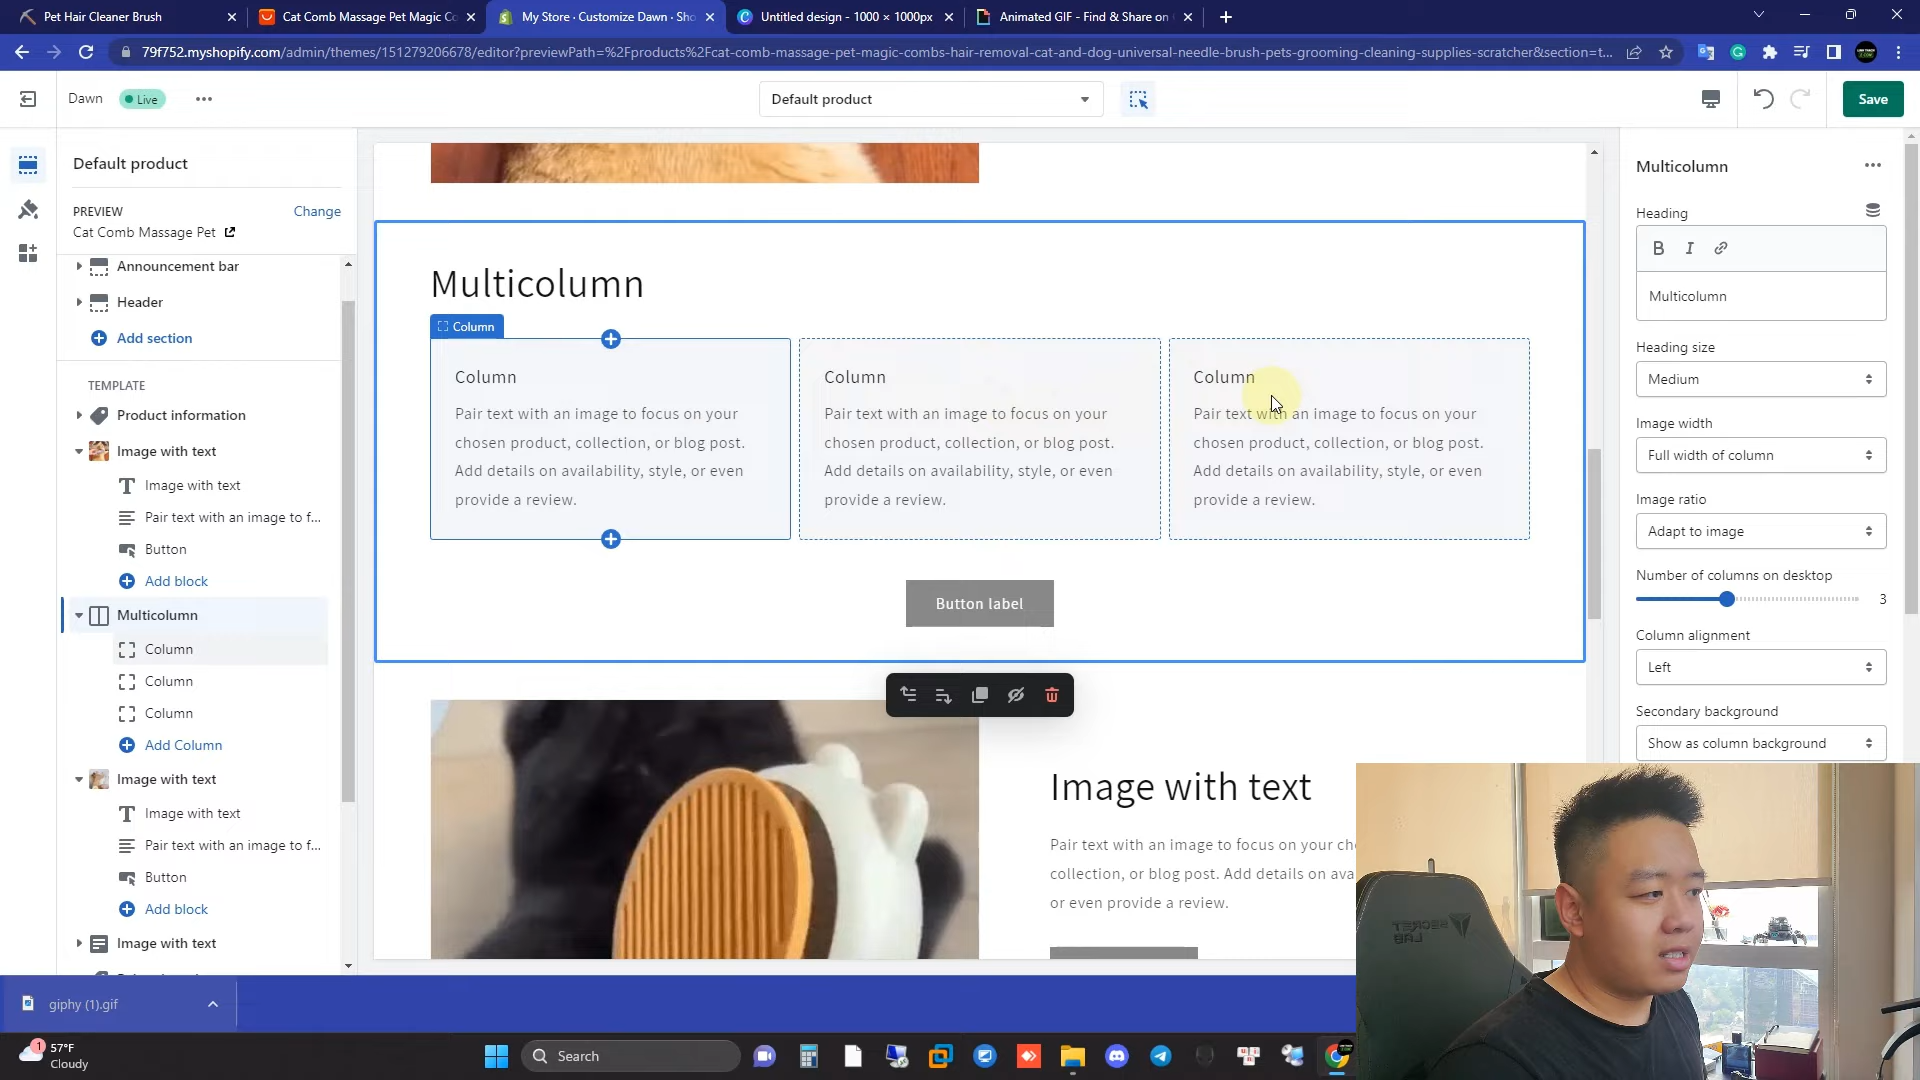 Pet Hair Cleaner Brush
Cat Comb Massage Pet Magic Co
My Store · Customize Dawn · Sho
Untitled design - 1000 × 1000px
Animated GIF - Find & Share on
79f752.myshopify.com/admin/themes/151279206678/editor?previewPath=%2Fproducts%2Fcat-comb-massage-pet-magic-combs-hair-removal-cat-and-dog-universal-needle-brush-pets-grooming-cleaning-supplies-scratcher&section=t...
Dawn
Live
Default product
Save
Default product
PREVIEW
Change
Cat Comb Massage Pet
Announcement bar
Header
Add section
TEMPLATE
Product information
Image with text
Image with text
Pair text with an image to f...
Button
Add block
Multicolumn
Column
Column
Column
Add Column
Image with text
Image with text
Pair text with an image to f...
Button
Add block
Image with text
Multicolumn
Column
Column
Pair text with an image to focus on your
chosen product, collection, or blog post.
Add details on availability, style, or even
provide a review.
Column
Pair text with an image to focus on your
chosen product, collection, or blog post.
Add details on availability, style, or even
provide a review.
Column
Pair text with an image to focus on your
chosen product, collection, or blog post.
Add details on availability, style, or even
provide a review.
Button label
Image with text
Pair text with an image to focus on your
collection, or blog post. Add details on
or even provide a review.
Multicolumn
Heading
B I
Multicolumn
Heading size
Medium
Image width
Full width of column
Image ratio
Adapt to image
Number of columns on desktop
3
Column alignment
Left
Secondary background
Show as column background
SECRET
LAB
giphy (1).gif
1
57°F
Cloudy
Search